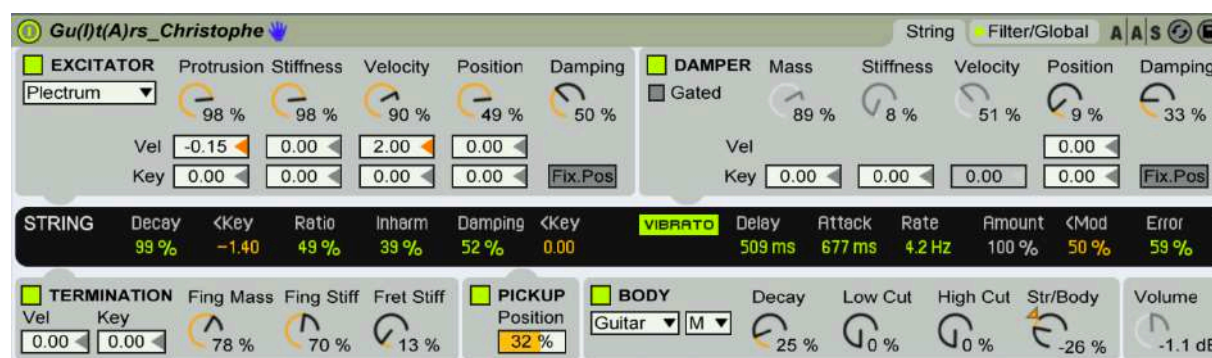 Gu(l)t(A)rs_Christophe String Filter/Global A A S
EXCITATOR Protrusion Stiffness Velocity Position Damping DAMPER Mass Stiffness Velocity Position Damping
Plectrum 98 % 98 % 90 % 49 % 50 % Gated 89 % 8 % 51 % 9 % 33 %
Vel -0.15 0.00 2.00 0.00 Vel 0.00
Key 0.00 0.00 0.00 0.00 Fix.Pos Key 0.00 0.00 0.00 0.00 Fix.Pos
STRING Decay <Key Ratio Inharm Damping <Key VIBRATO Delay Attack Rate Amount <Mod Error
99 % -1.40 49 % 39 % 52 % 0.00 509 ms 677 ms 4.2 Hz 100 % 50 % 59 %
TERMINATION Fing Mass Fing Stiff Fret Stiff PICKUP BODY Decay Low Cut High Cut Str/Body Volume
Vel Key Position Guitar M
0.00 0.00 78 % 70 % 13 % 32 % 25 % 0 % 0 % -26 % -1.1 dB